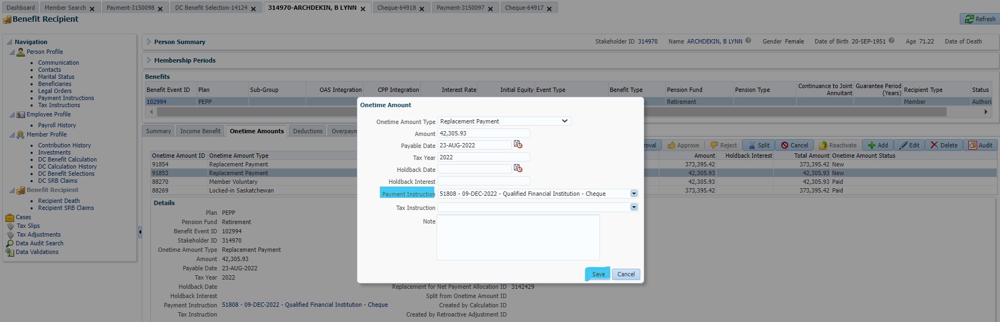 Dashboard Member Search Payment-3150098 DC Benefit Selection-14124 314970-ARCHDEKIN, B LYNN Cheque-64918 Payment-3150097 Cheque-64917
Benefit Recipient Refresh
Navigation
Person Profile
Communication
Contacts
Marital Status
Beneficiaries
Legal Orders
Payment Instructions
Tax Instructions
Employee Profile
Payroll History
Member Profile
Contribution History
Investments
DC Benefit Calculation
DC Calculation History
DC Benefit Selections
DC SRB Claims
Benefit Recipient
Recipient Death
Recipient SRB Claims
Cases
Tax Slips
Tax Adjustments
Data Audit Search
Data Validations
Person Summary Stakeholder ID 314970 Name ARCHDEKIN, B LYNN Gender Female Date of Birth 20-SEP-1951 Age 71.22 Date of Death
Membership Periods
Benefits
Benefit Event ID Plan Sub-Group OAS Integration CPP Integration Interest Rate Initial Equity Event Type Benefit Type Pension Fund Pension Type Continuance to Joint Annuitant Guarantee Period (Years) Recipient Type Status
102994 PEPP Retirement Member Authori
Summary Income Benefit Onetime Amounts Deductions Overpaym
roval Approve Reject Split Cancel Reactivate Add Edit Delete Audit
Onetime Amount ID Onetime Amount Type Amount Holdback Interest Total Amount Onetime Amount Status
91854 Replacement Payment 373,395.42 373,395.42 New
91853 Replacement Payment 42,305.93 42,305.93 New
88270 Member Voluntary 42,305.93 42,305.93 Paid
88269 Locked-in Saskatchewan 373,395.42 373,395.42 Paid
Details
Plan PEPP
Pension Fund Retirement
Benefit Event ID 102994
Stakeholder ID 314970
Onetime Amount Type Replacement Payment
Amount 42,305.93
Payable Date 23-AUG-2022
Tax Year 2022
Holdback Date Replacement for Net Payment Allocation ID 3142429
Holdback Interest Split from Onetime Amount ID
Payment Instruction 51808 - 09-DEC-2022 - Qualified Financial Institution - Cheque Created by Calculation ID
Tax Instruction Created by Retroactive Adjustment ID
Onetime Amount
Onetime Amount Type Replacement Payment
Amount 42,305.93
Payable Date 23-AUG-2022
Tax Year 2022
Holdback Date
Holdback Interest
Payment Instruction 51808 - 09-DEC-2022 - Qualified Financial Institution - Cheque
Tax Instruction
Note
Save Cancel